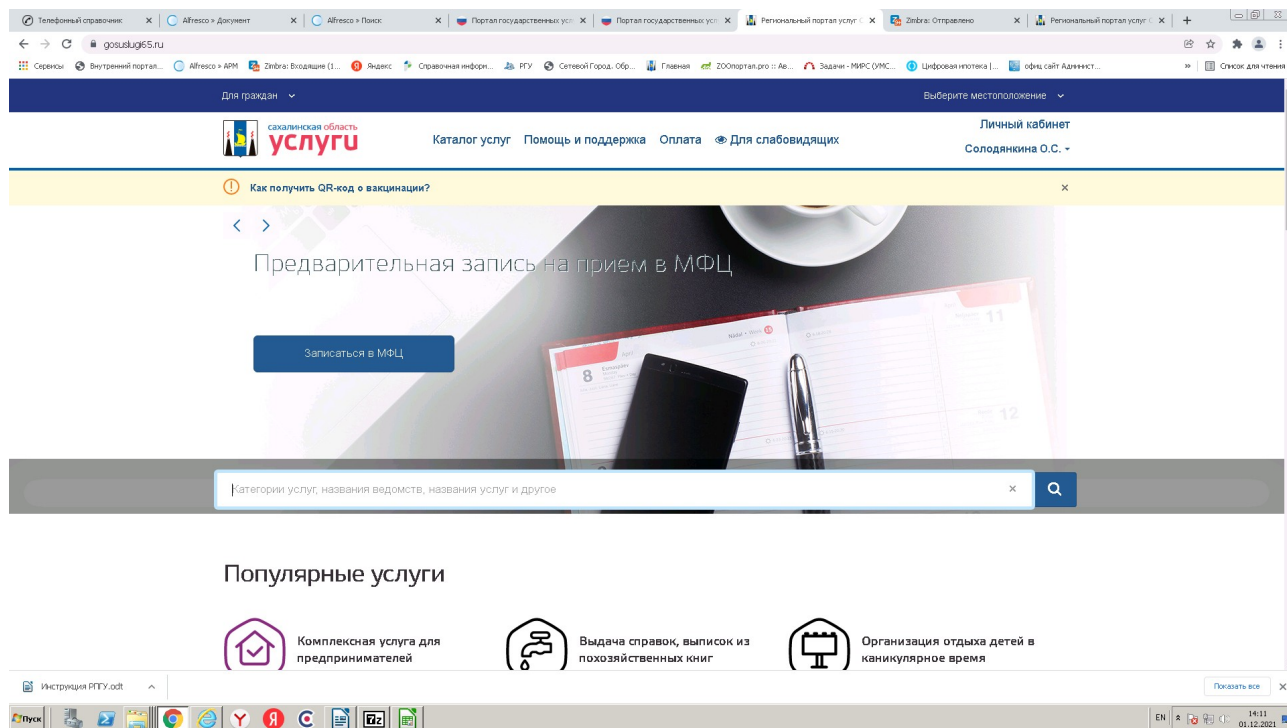 Телефонный справочник
Alfresco » Документ
Alfresco » Поиск
Портал государственных усл
Портал государственных усл
Региональный портал услуг С
Zimbra: Отправлено
Региональный портал услуг С
gosuslugi65.ru
Сервисы
Внутренний портал...
Alfresco » АРМ
Zimbra: Входящие (1...
Яндекс
Справочная информ...
РГУ
Сетевой Город. Обр...
Главная
ZOOпортал.pro :: Ав...
Задачи - МИРС (УМС...
Цифровая ипотека |...
офиц сайт Админист...
»
Список для чтения
Для граждан
Выберите местоположение
сахалинская область
услуги
Каталог услуг
Помощь и поддержка
Оплата
Для слабовидящих
Личный кабинет
Солодянкина О.С.
Как получить QR-код о вакцинации?
Предварительная запись на прием в МФЦ
Записаться в МФЦ
8
11
12
Категории услуг, названия ведомств, названия услуг и другое
Популярные услуги
Комплексная услуга для
предпринимателей
Выдача справок, выписок из
похозяйственных книг
Организация отдыха детей в
каникулярное время
Инструкция РПГУ.odt
Показать все
Пуск
EN
14:11
01.12.2021